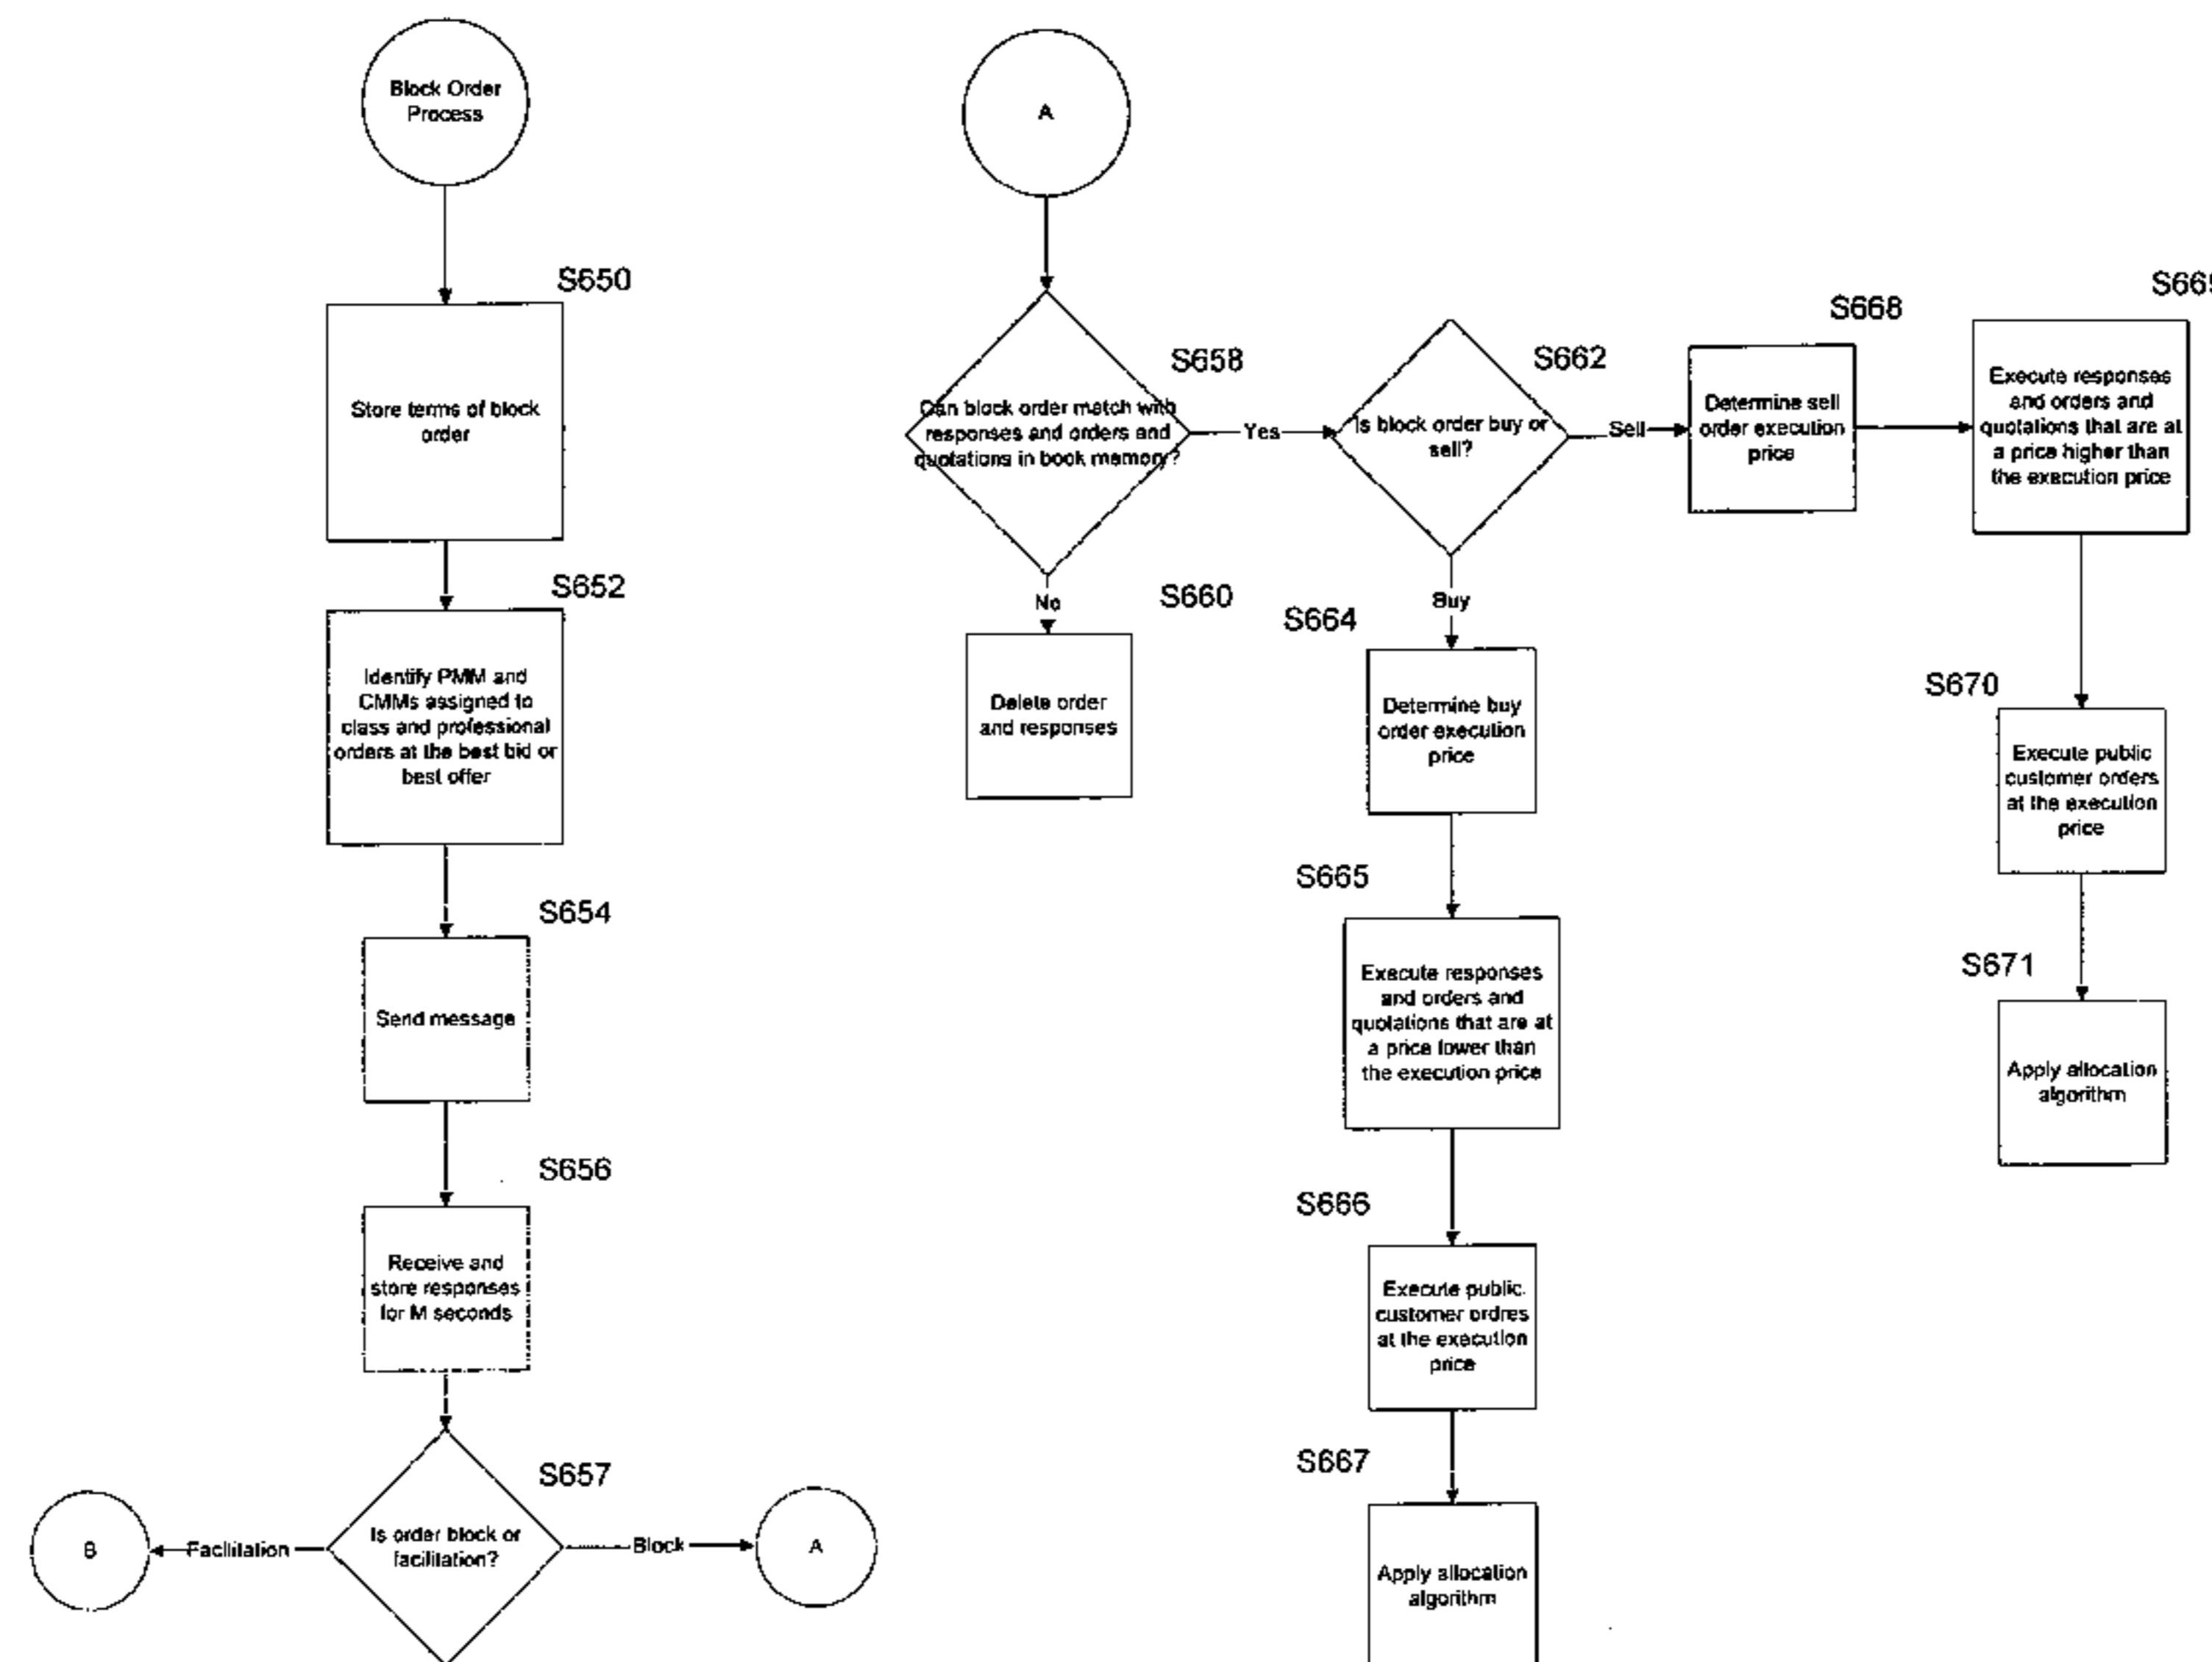 Block Order
Process
S650
Store terms of block
order
S652
Identify PMM and
CMMs assigned to
class and professional
orders at the best bid or
best offer
S654
Send message
S656
Receive and
store responses
for M seconds
S657
Is order block or
facilitation?
Facilitation
B
Block
A
A
S658
Can block order match with
responses and orders and
quotations in book memory?
Yes
No
S660
Delete order
and responses
S662
Is block order buy or
sell?
Sell
Buy
S664
Determine buy
order execution
price
S665
Execute responses
and orders and
quotations that are at
a price lower than
the execution price
S666
Execute public
customer ordres
at the execution
price
S667
Apply allocation
algorithm
S668
Determine sell
order execution
price
S669
Execute responses
and orders and
quotations that are at
a price higher than
the execution price
S670
Execute public
customer orders
at the execution
price
S671
Apply allocation
algorithm